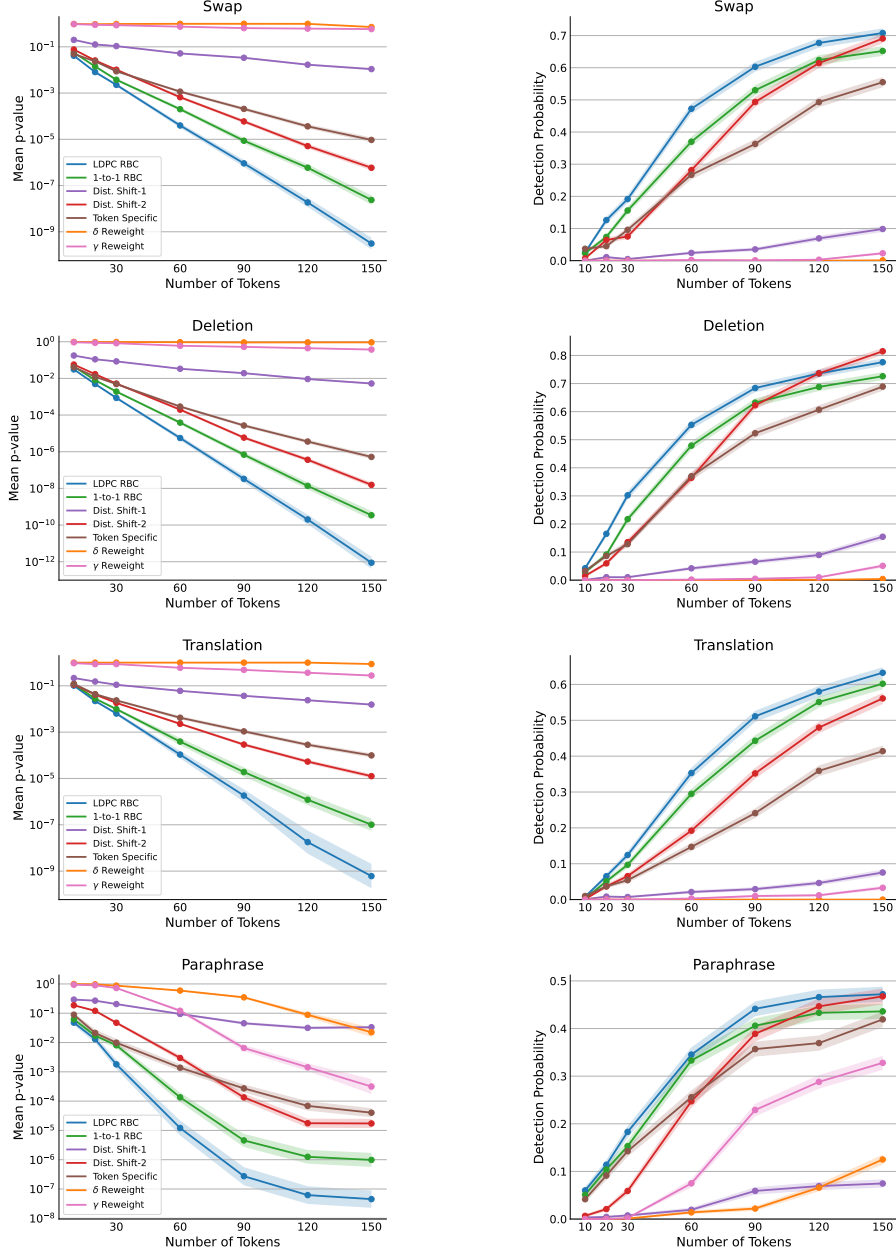 Swap
Mean p-value
10⁻¹
10⁻³
10⁻⁵
10⁻⁷
10⁻⁹
LDPC RBC
1-to-1 RBC
Dist. Shift-1
Dist. Shift-2
Token Specific
δ Reweight
γ Reweight
30 60 90 120 150
Number of Tokens
Swap
Detection Probability
0.7
0.6
0.5
0.4
0.3
0.2
0.1
0.0
10 20 30 60 90 120 150
Number of Tokens
Deletion
Mean p-value
10⁰
10⁻²
10⁻⁴
10⁻⁶
10⁻⁸
10⁻¹⁰
10⁻¹²
LDPC RBC
1-to-1 RBC
Dist. Shift-1
Dist. Shift-2
Token Specific
δ Reweight
γ Reweight
30 60 90 120 150
Number of Tokens
Deletion
Detection Probability
0.8
0.7
0.6
0.5
0.4
0.3
0.2
0.1
0.0
10 20 30 60 90 120 150
Number of Tokens
Translation
Mean p-value
10⁻¹
10⁻³
10⁻⁵
10⁻⁷
10⁻⁹
LDPC RBC
1-to-1 RBC
Dist. Shift-1
Dist. Shift-2
Token Specific
δ Reweight
γ Reweight
30 60 90 120 150
Number of Tokens
Translation
Detection Probability
0.6
0.5
0.4
0.3
0.2
0.1
0.0
10 20 30 60 90 120 150
Number of Tokens
Paraphrase
Mean p-value
10⁰
10⁻¹
10⁻²
10⁻³
10⁻⁴
10⁻⁵
10⁻⁶
10⁻⁷
10⁻⁸
LDPC RBC
1-to-1 RBC
Dist. Shift-1
Dist. Shift-2
Token Specific
δ Reweight
γ Reweight
30 60 90 120 150
Number of Tokens
Paraphrase
Detection Probability
0.5
0.4
0.3
0.2
0.1
0.0
10 20 30 60 90 120 150
Number of Tokens